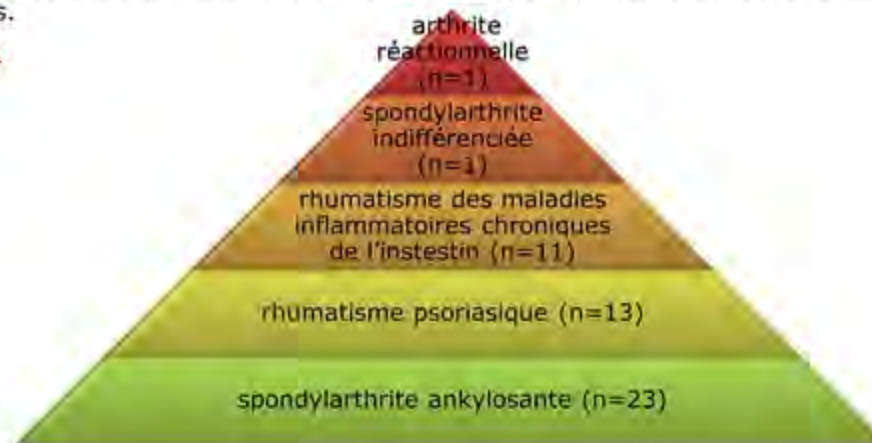 s.
arthrite
réactionnelle
(n=1)
spondylarthrite
indifférenciée
(n=1)
rhumatisme des maladies
inflammatoires chroniques
de l'instestin (n=11)
rhumatisme psoriasique (n=13)
spondylarthrite ankylosante (n=23)